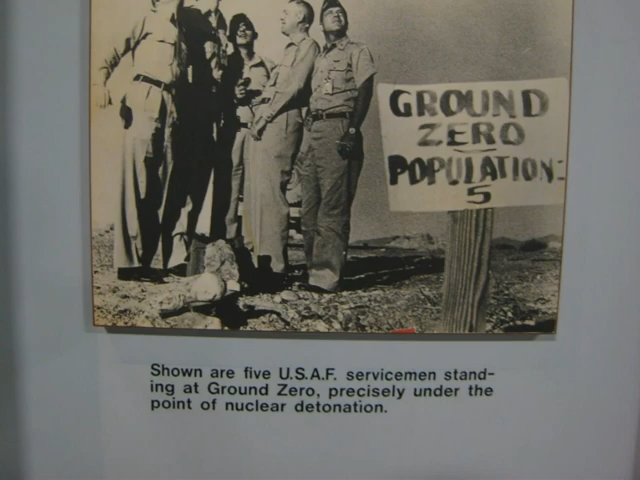 GROUND
ZERO
POPULATION:
5
Shown are five U.S.A.F. servicemen stand-
ing at Ground Zero, precisely under the
point of nuclear detonation.